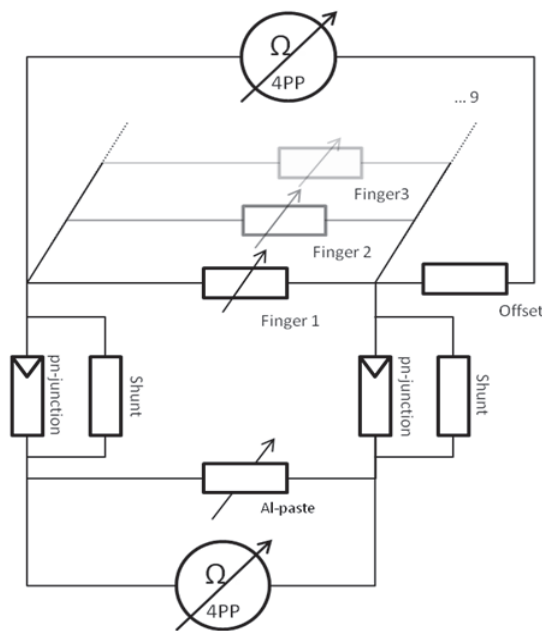 Ω
4PP
... 9
Finger3
Finger 2
Finger 1
Offset
pn-junction
Shunt
pn-junction
Shunt
Al-paste
Ω
4PP